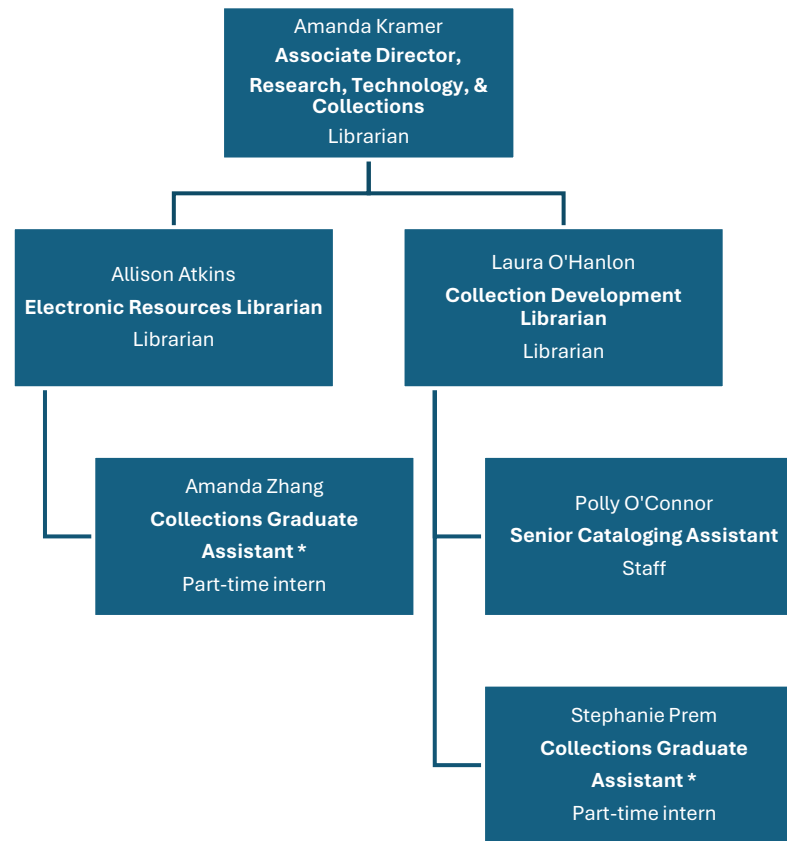 Amanda Kramer
Associate Director,
Research, Technology, &
Collections
Librarian
Allison Atkins
Electronic Resources Librarian
Librarian
Laura O'Hanlon
Collection Development
Librarian
Librarian
Amanda Zhang
Collections Graduate
Assistant *
Part-time intern
Polly O'Connor
Senior Cataloging Assistant
Staff
Stephanie Prem
Collections Graduate
Assistant *
Part-time intern